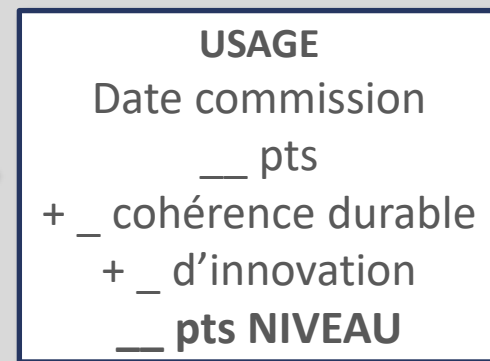 USAGE
Date commission
__ pts
+ _ cohérence durable
+ _ d’innovation
__ pts NIVEAU